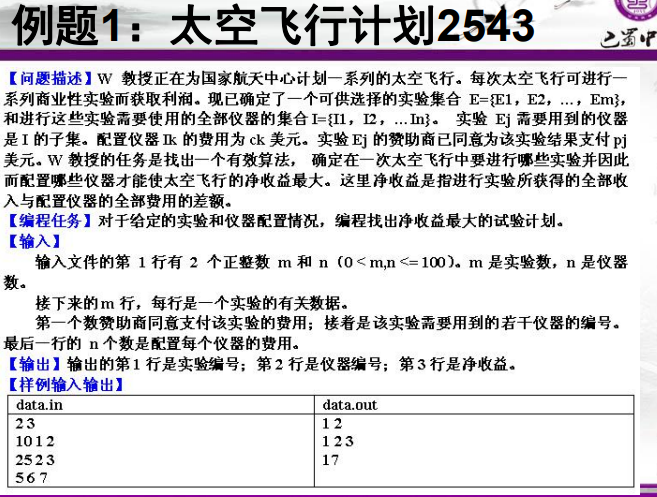 例题1：太空飞行计划2543
巴蜀中
【问题描述】W 教授正在为国家航天中心计划一系列的太空飞行。每次太空飞行可进行一
系列商业性实验而获取利润。现已确定了一个可供选择的实验集合 E={E1，E2，…，Em}，
和进行这些实验需要使用的全部仪器的集合 I={I1，I2，…In}。 实验 Ej 需要用到的仪器
是 I 的子集。配置仪器 Ik 的费用为 ck 美元。实验 Ej 的赞助商已同意为该实验结果支付 pj
美元。W 教授的任务是找出一个有效算法， 确定在一次太空飞行中要进行哪些实验并因此
而配置哪些仪器才能使太空飞行的净收益最大。这里净收益是指进行实验所获得的全部收
入与配置仪器的全部费用的差额。
【编程任务】对于给定的实验和仪器配置情况，编程找出净收益最大的试验计划。
【输入】
输入文件的第 1 行有 2 个正整数 m 和 n（0 < m,n <= 100）。m 是实验数，n 是仪器
数。
接下来的 m 行，每行是一个实验的有关数据。
第一个数赞助商同意支付该实验的费用；接着是该实验需要用到的若干仪器的编号。
最后一行的 n 个数是配置每个仪器的费用。
【输出】输出的第 1 行是实验编号；第 2 行是仪器编号；第 3 行是净收益。
【样例输入输出】
data.in data.out
2 3 1 2
10 1 2 1 2 3
25 2 3 17
5 6 7